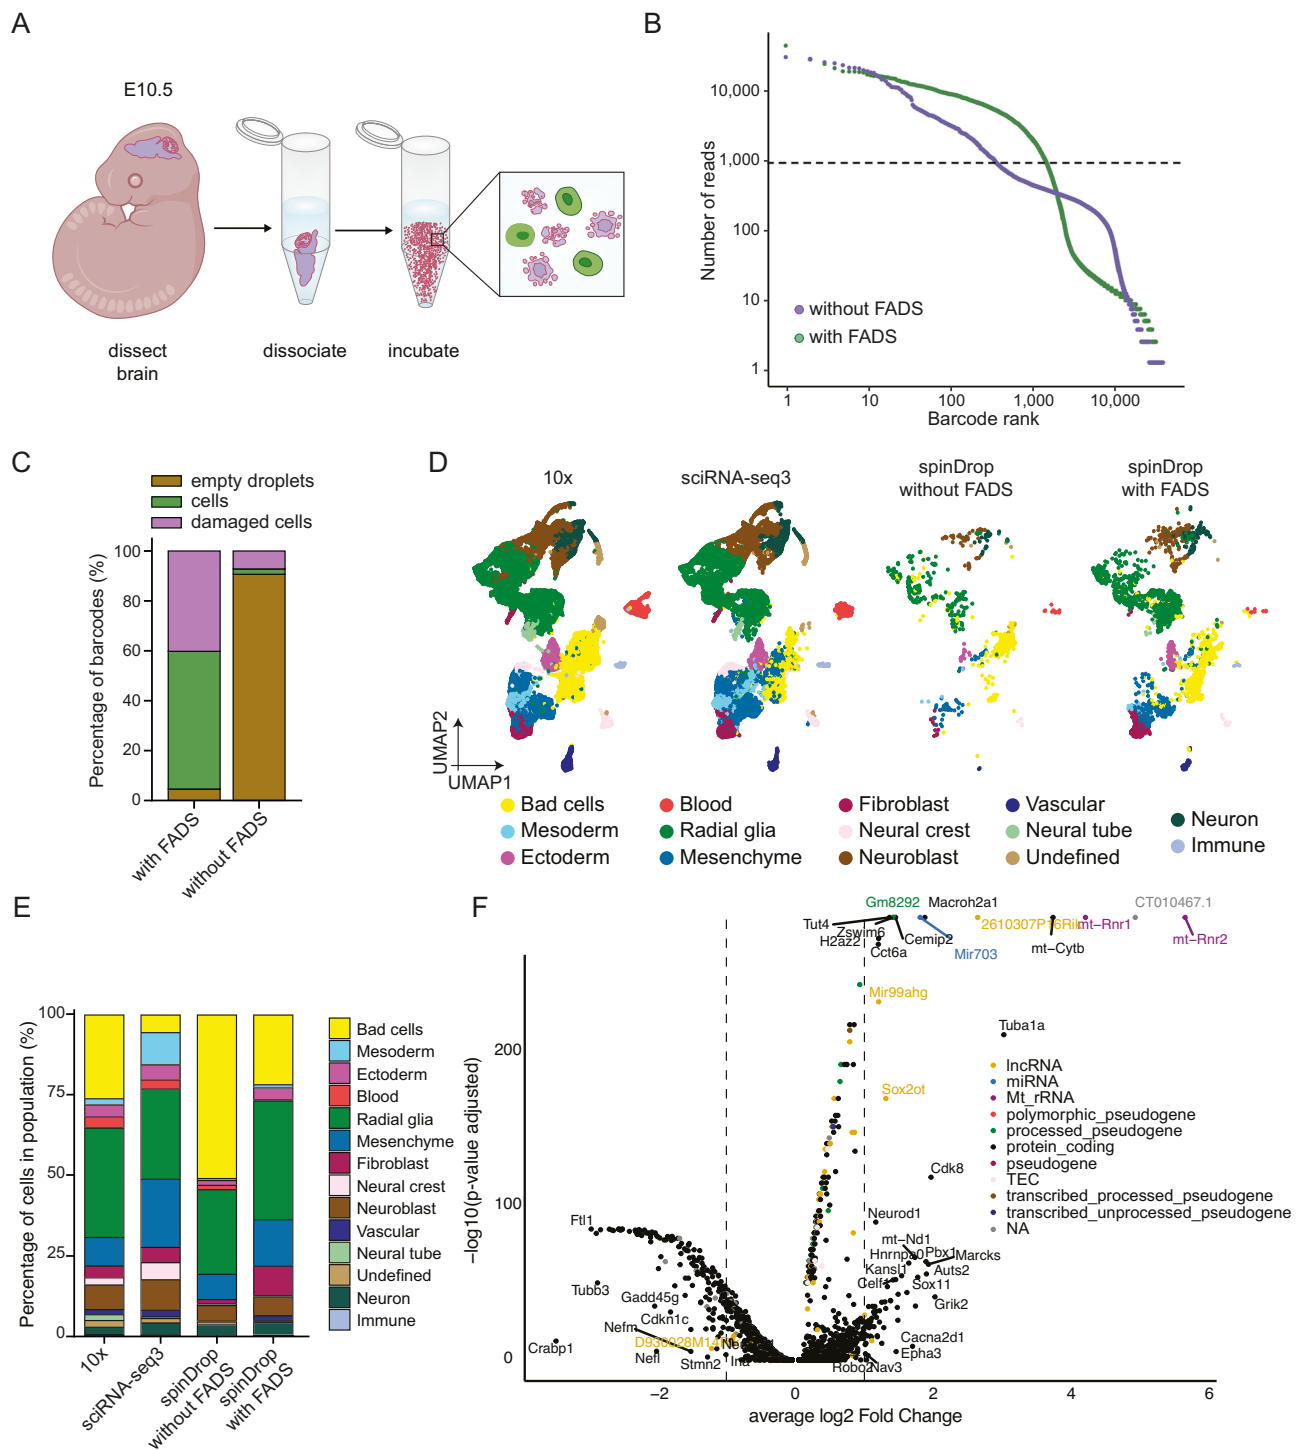 A
E10.5
dissect
brain
dissociate
incubate
B
Number of reads
10,000
1,000
100
10
1
without FADS
with FADS
1
10
100
1,000
10,000
Barcode rank
C
empty droplets
cells
damaged cells
Percentage of barcodes (%)
100
80
60
40
20
0
with FADS
without FADS
D
10x
sciRNA-seq3
spinDrop
without FADS
spinDrop
with FADS
UMAP2
UMAP1
Bad cells
Mesoderm
Ectoderm
Blood
Radial glia
Mesenchyme
Fibroblast
Neural crest
Neuroblast
Vascular
Neural tube
Undefined
Neuron
Immune
E
Percentage of cells in population (%)
100
75
50
25
0
10x
sciRNA-seq3
spinDrop
without FADS
spinDrop
with FADS
Bad cells
Mesoderm
Ectoderm
Blood
Radial glia
Mesenchyme
Fibroblast
Neural crest
Neuroblast
Vascular
Neural tube
Undefined
Neuron
Immune
F
−log10(p-value adjusted)
200
100
0
−2
0
2
4
6
average log2 Fold Change
Gm8292
Macroh2a1
CT010467.1
Tut4
Zswim6
2610307P16Rik
mt-Rnr1
H2az2
Cemip2
mt-Rnr2
Cct6a
Mir703
mt-Cytb
Mir99ahg
Tuba1a
Sox2ot
Cdk8
Neurod1
mt-Nd1
Hnrnpa0
Pbx1
Marcks
Kansl1
Auts2
Celf1
Sox11
Grik2
Cacna2d1
Epha3
Robo2
Nav3
Ftl1
Tubb3
Gadd45g
Cdkn1c
Nefm
Crabp1
Nefl
Stmn2
Ina
lncRNA
miRNA
Mt_rRNA
polymorphic_pseudogene
processed_pseudogene
protein_coding
pseudogene
TEC
transcribed_processed_pseudogene
transcribed_unprocessed_pseudogene
NA